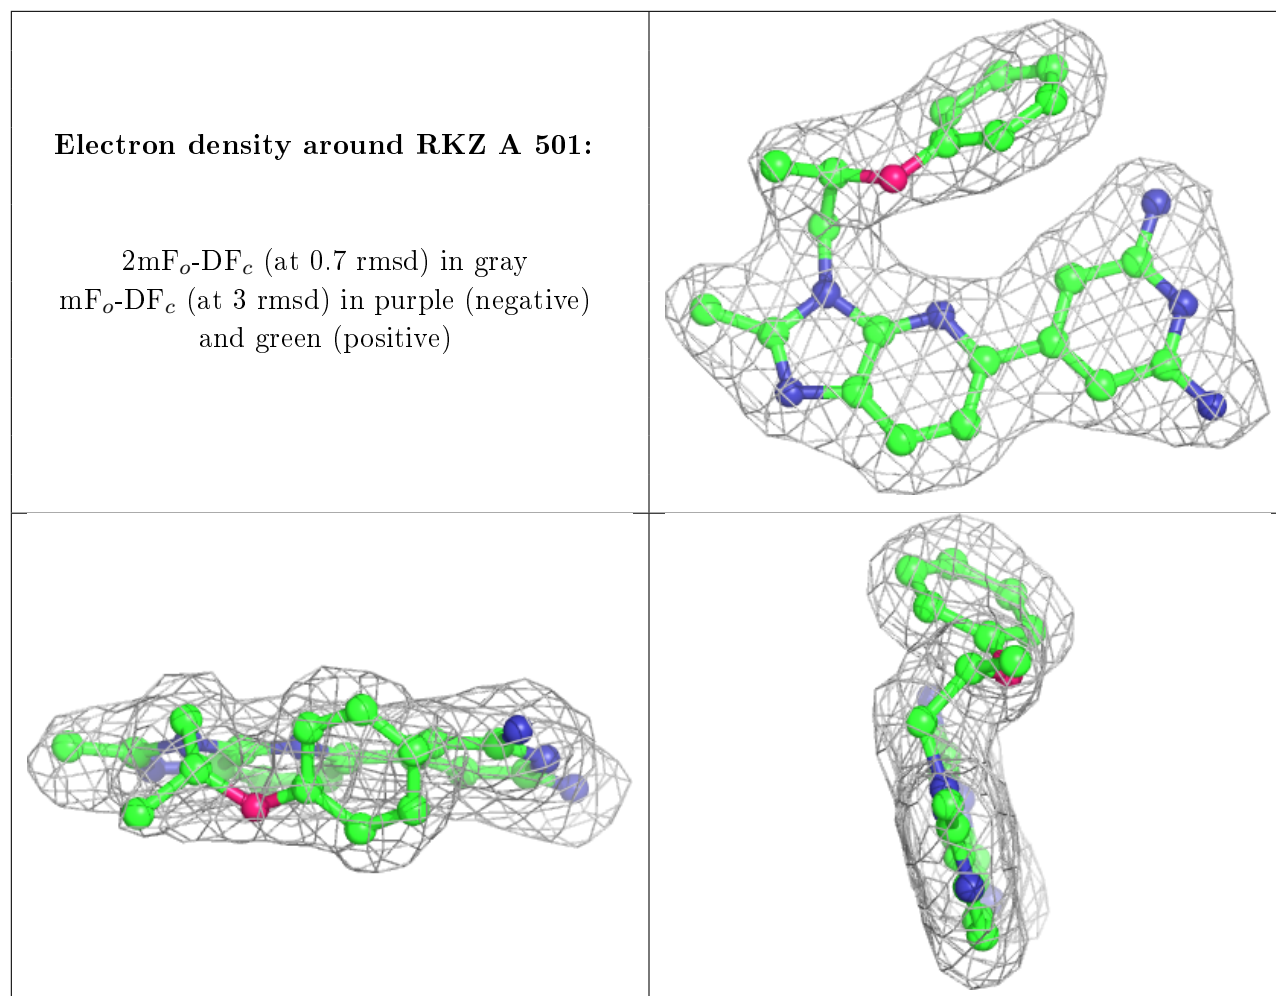 Electron density around RKZ A 501:
2mFₒ-DF𝒸 (at 0.7 rmsd) in gray
mFₒ-DF𝒸 (at 3 rmsd) in purple (negative)
and green (positive)